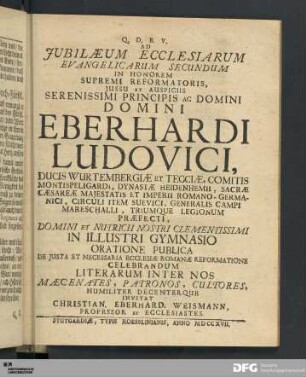 Q. D. B. V.
AD
JUBILÆUM ECCLESIARUM
EVANGELICARUM SECUNDUM
IN HONOREM
SUPREMI REFORMATORIS,
JUSSU ET AUSPICIIS
SERENISSIMI PRINCIPIS AC DOMINI
DOMINI
EBERHARDI
LUDOVICI,
DUCIS WURTEMBERGIÆ ET TECCIÆ, COMITIS
MONTISPELIGARDI, DYNASTÆ HEIDENHEMII, SACRÆ
CÆSAREÆ MAJESTATIS ET IMPERII ROMANO-GERMA-
NICI, CIRCULI ITEM SUEVICI, GENERALIS CAMPI
MARESCHALLI, TRIUMQUE LEGIONUM
PRÆFECTI,
DOMINI ET NUTRICII NOSTRI CLEMENTISSIMI
IN ILLUSTRI GYMNASIO
ORATIONE PUBLICA
DE JUSTA ET NECESSARIA ECCLESIÆ ROMANÆ REFORMATIONE
CELEBRANDUM
LITERARUM INTER NOS
MÆCENATES, PATRONOS, CULTORES,
HUMILITER DECENTERQUE
INVITAT
CHRISTIAN. EBERHARD. WEISMANN,
PROFESSOR ET ECCLESIASTES.
STUTGARDIÆ, TYPIS ROESLINIANIS, ANNO MDCCXVII.